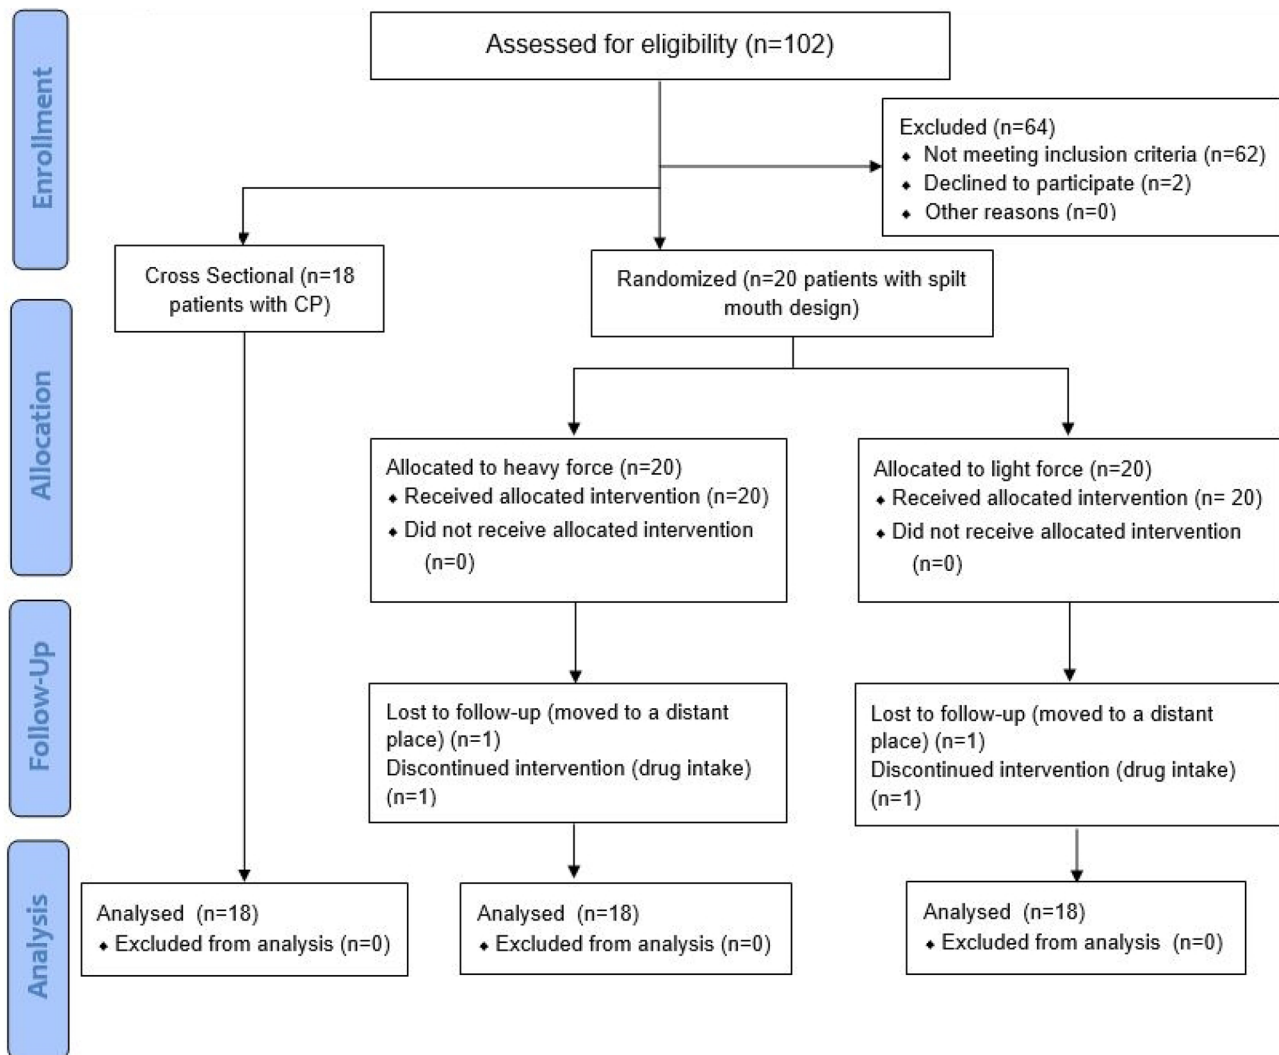 Enrollment
Assessed for eligibility (n=102)
Excluded (n=64)
⬥ Not meeting inclusion criteria (n=62)
⬥ Declined to participate (n=2)
⬥ Other reasons (n=0)
Cross Sectional (n=18
patients with CP)
Randomized (n=20 patients with spilt
mouth design)
Allocation
Allocated to heavy force (n=20)
⬥ Received allocated intervention (n=20)
⬥ Did not receive allocated intervention
(n=0)
Allocated to light force (n=20)
⬥ Received allocated intervention (n= 20)
⬥ Did not receive allocated intervention
(n=0)
Follow-Up
Lost to follow-up (moved to a distant
place) (n=1)
Discontinued intervention (drug intake)
(n=1)
Lost to follow-up (moved to a distant
place) (n=1)
Discontinued intervention (drug intake)
(n=1)
Analysis
Analysed (n=18)
⬥ Excluded from analysis (n=0)
Analysed (n=18)
⬥ Excluded from analysis (n=0)
Analysed (n=18)
⬥ Excluded from analysis (n=0)